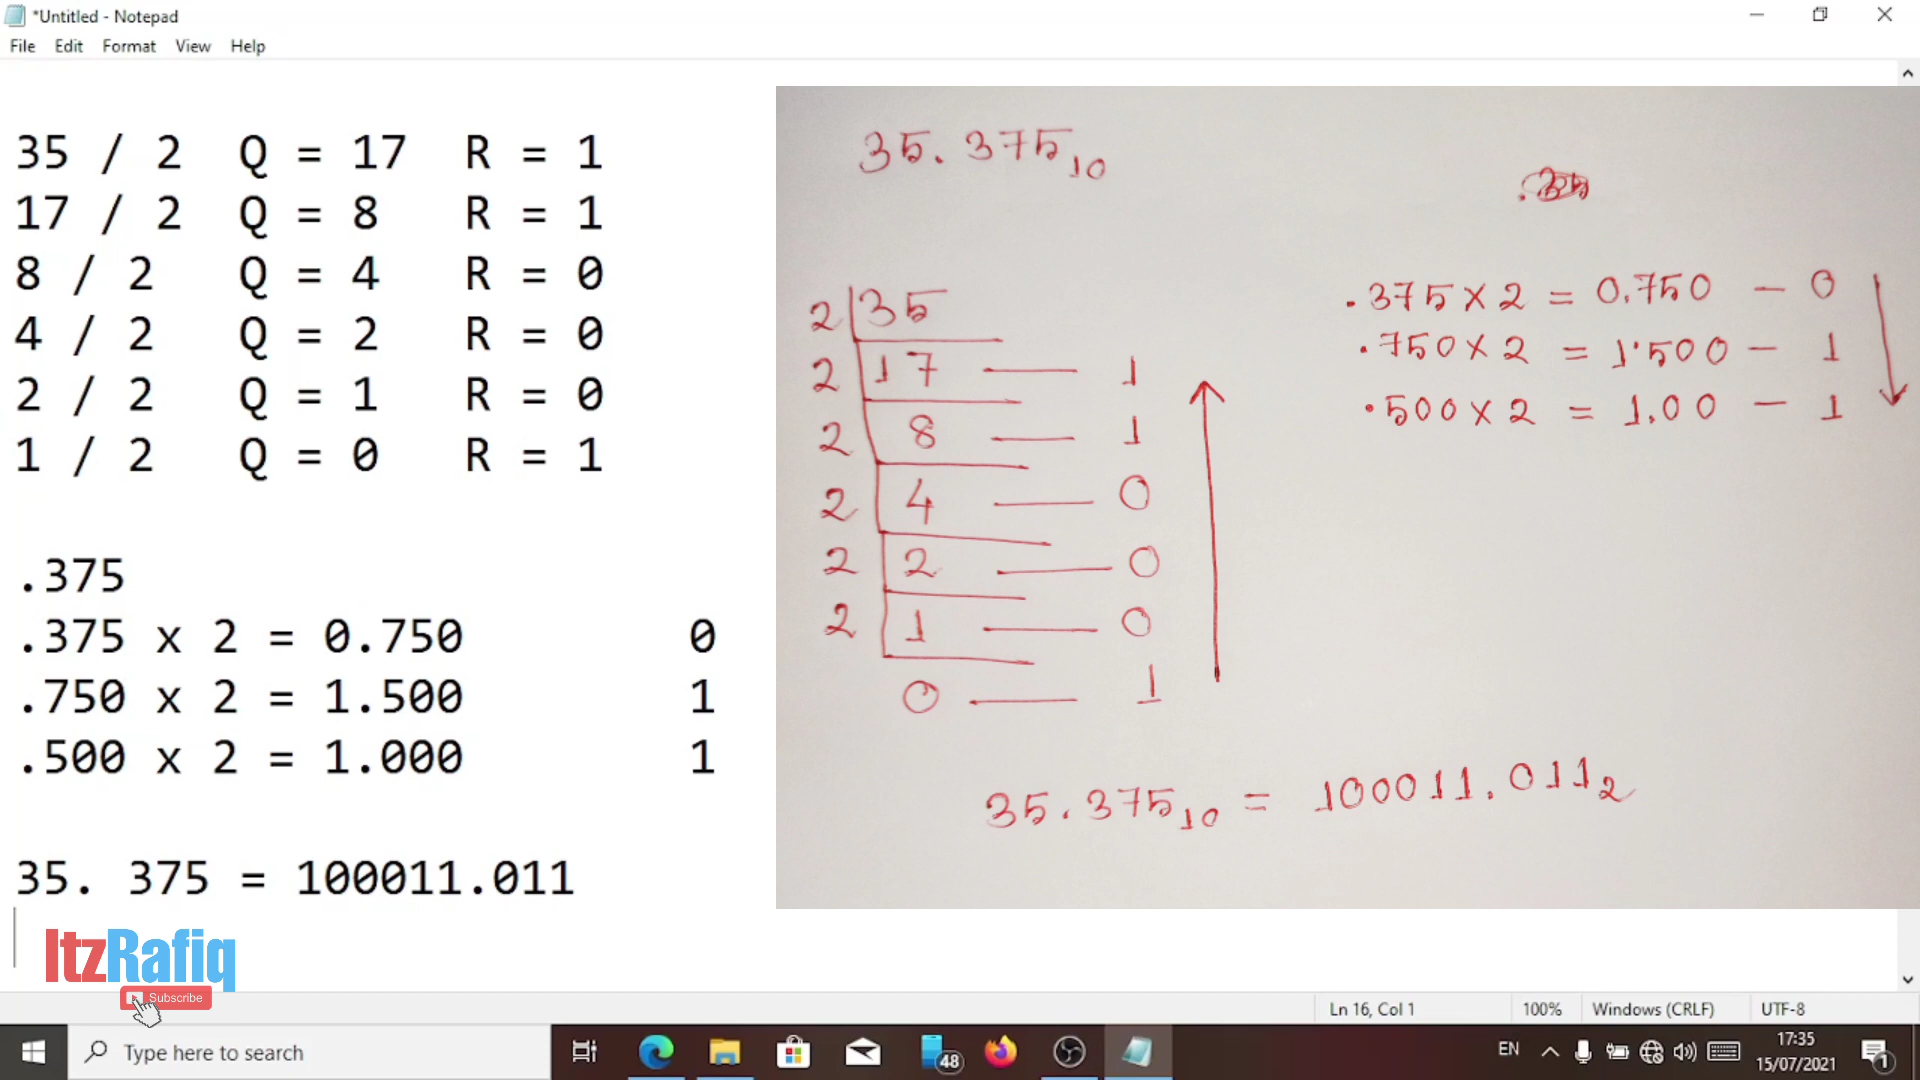 *Untitled - Notepad
File Edit Format View Help
35 / 2 Q = 17 R = 1
17 / 2 Q = 8 R = 1
8 / 2 Q = 4 R = 0
4 / 2 Q = 2 R = 0
2 / 2 Q = 1 R = 0
1 / 2 Q = 0 R = 1
.375
.375 x 2 = 0.750 0
.750 x 2 = 1.500 1
.500 x 2 = 1.000 1
35. 375 = 100011.011
35.375₁₀
2 35
2 17 — 1
2 8 — 1
2 4 — 0
2 2 — 0
2 1 — 0
0 — 1
.375 × 2 = 0.750 — 0
.750 × 2 = 1.500 — 1
.500 × 2 = 1.00 — 1
35.375₁₀ = 100011.011₂
ItzRafiq
Subscribe
Ln 16, Col 1 100% Windows (CRLF) UTF-8
Type here to search
48
EN
17:35
15/07/2021
1